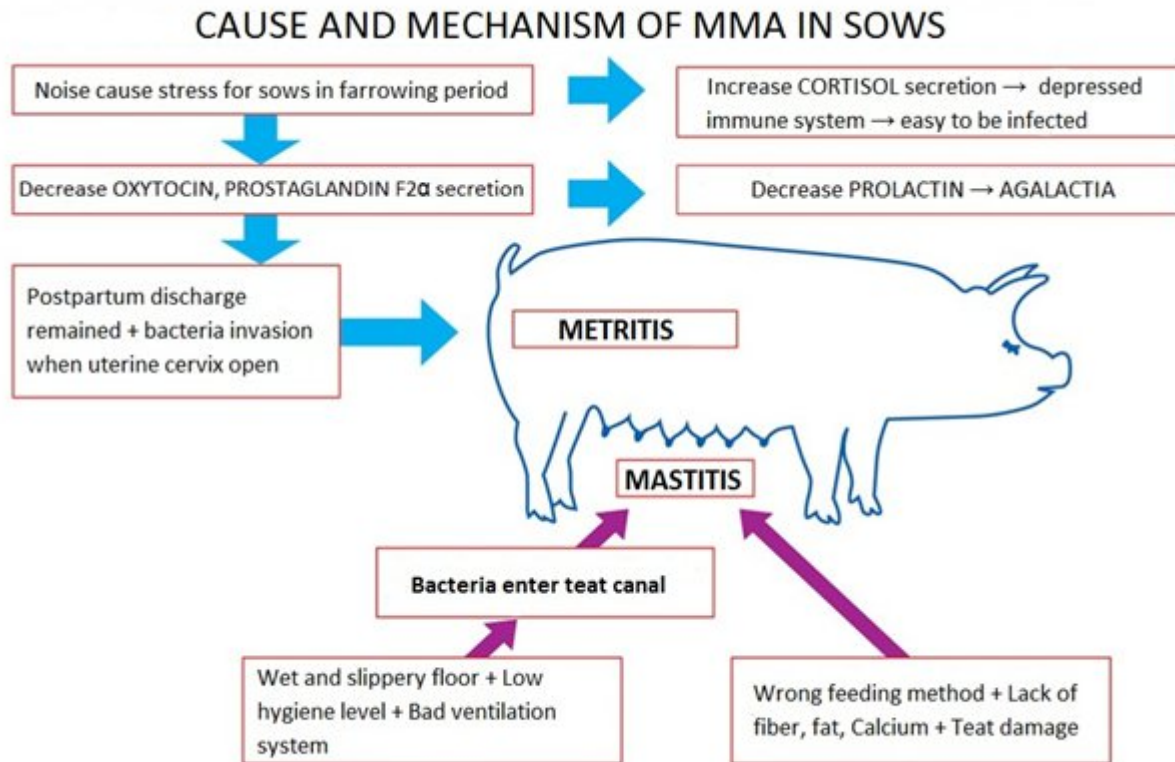 CAUSE AND MECHANISM OF MMA IN SOWS
Noise cause stress for sows in farrowing period
Increase CORTISOL secretion → depressed
immune system → easy to be infected
Decrease OXYTOCIN, PROSTAGLANDIN F2α secretion
Decrease PROLACTIN → AGALACTIA
Postpartum discharge
remained + bacteria invasion
when uterine cervix open
METRITIS
MASTITIS
Bacteria enter teat canal
Wet and slippery floor + Low
hygiene level + Bad ventilation
system
Wrong feeding method + Lack of
fiber, fat, Calcium + Teat damage